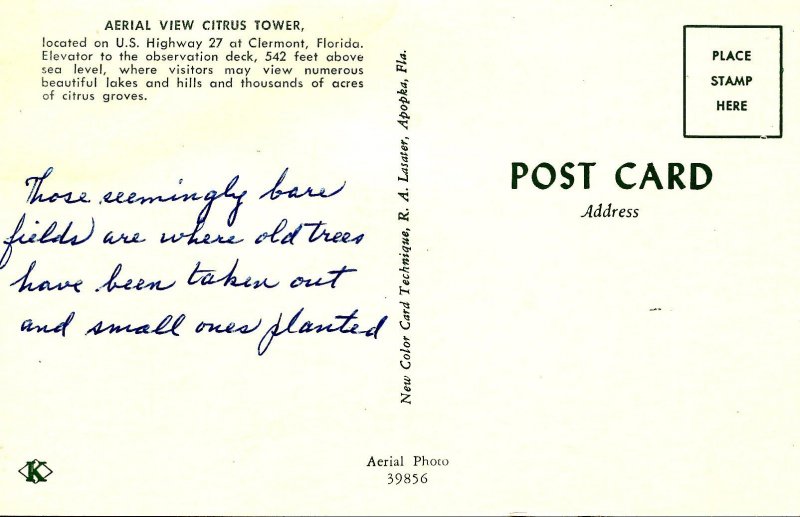 AERIAL VIEW CITRUS TOWER,
located on U.S. Highway 27 at Clermont, Florida.
Elevator to the observation deck, 542 feet above
sea level, where visitors may view numerous
beautiful lakes and hills and thousands of acres
of citrus groves.
Those seemingly bare
fields are where old trees
have been taken out
and small ones planted
K
New Color Card Technique, R. A. Lasater, Apopka, Fla.
Aerial Photo
39856
PLACE
STAMP
HERE
POST CARD
Address